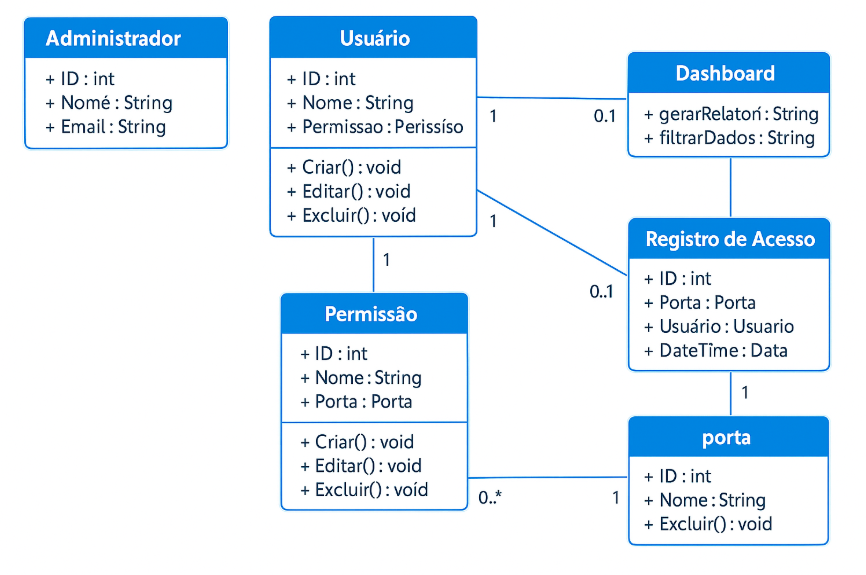 Administrador
+ ID : int
+ Nomé : String
+ Email : String
Usuário
+ ID : int
+ Nome : String
+ Permissao : Perissíso
+ Criar() : void
+ Editar() : void
+ Excluir() : voíd
1
0.1
Dashboard
+ gerarRelatorí : String
+ filtrarDados : String
1
0..1
Registro de Acesso
+ ID : int
+ Porta : Porta
+ Usuário : Usuario
+ DateTîme : Data
1
1
Permissâo
+ ID : int
+ Nome : String
+ Porta : Porta
+ Criar() : void
+ Editar() : void
+ Excluir() : voíd
0..*
1
porta
+ ID : int
+ Nome : String
+ Excluir() : void